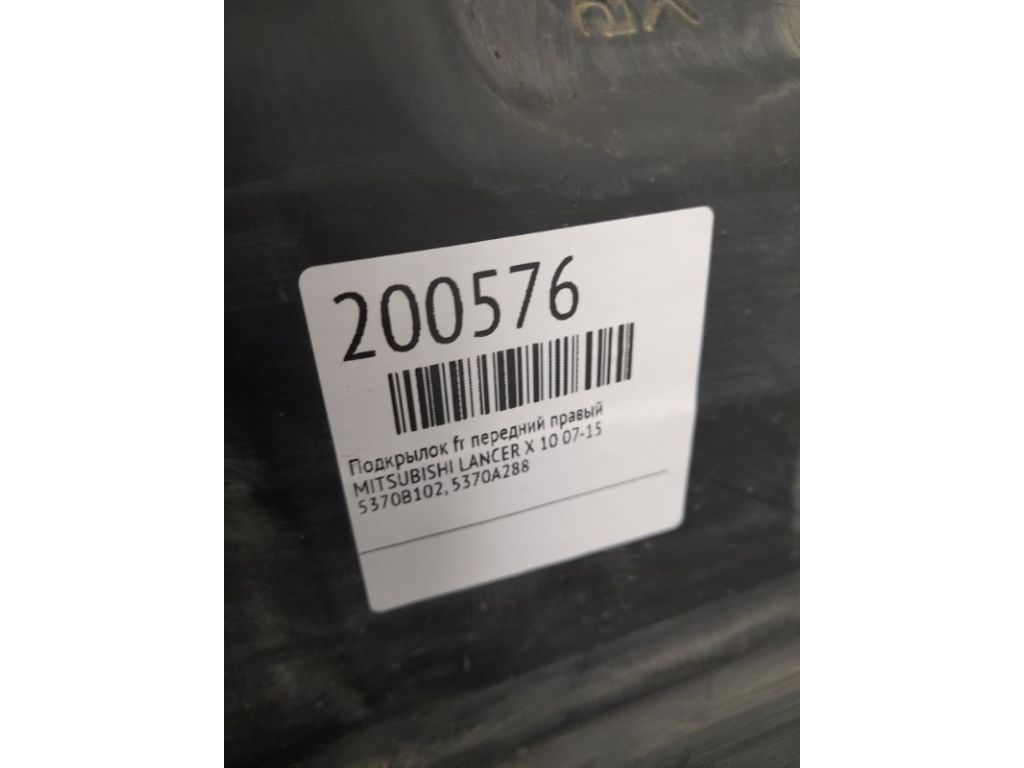 200576
Подкрылок fr передний правый
MITSUBISHI LANCER X 10 07-15
5370B102, 5370A288